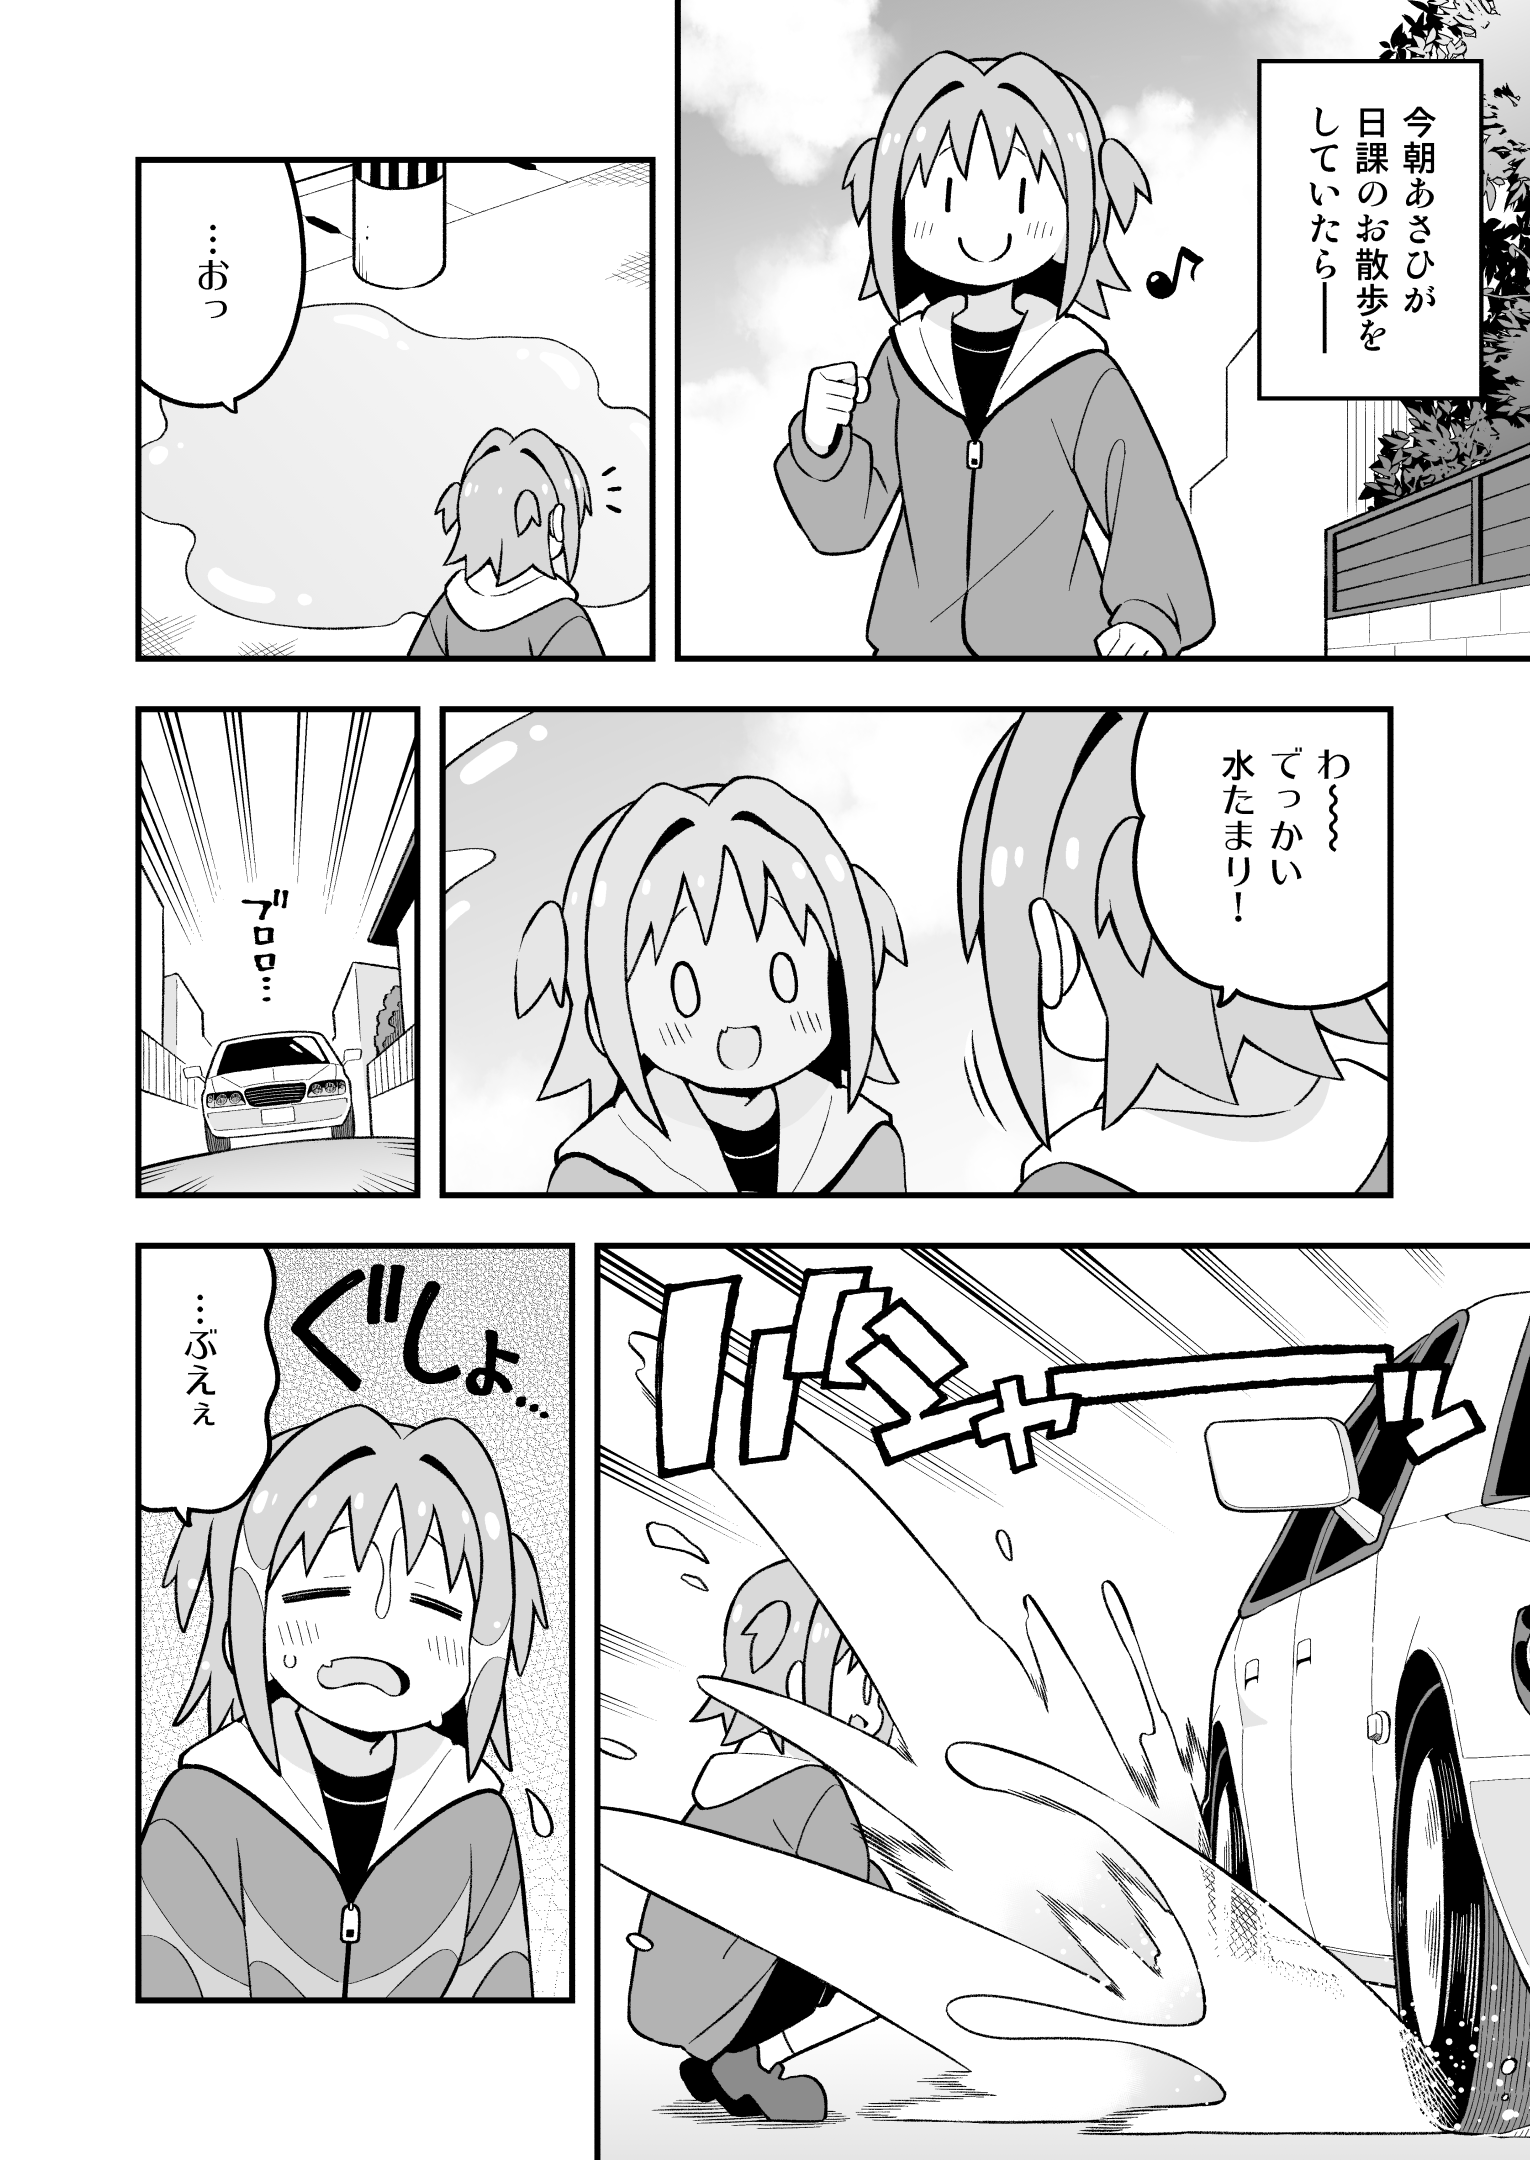 今朝あさひが
日課のお散歩を
していたら――
…おっ
わ～～
でっかい
水たまり！
ブロロロ…
バシャーッ
ぐしょ…
…ぶえぇ